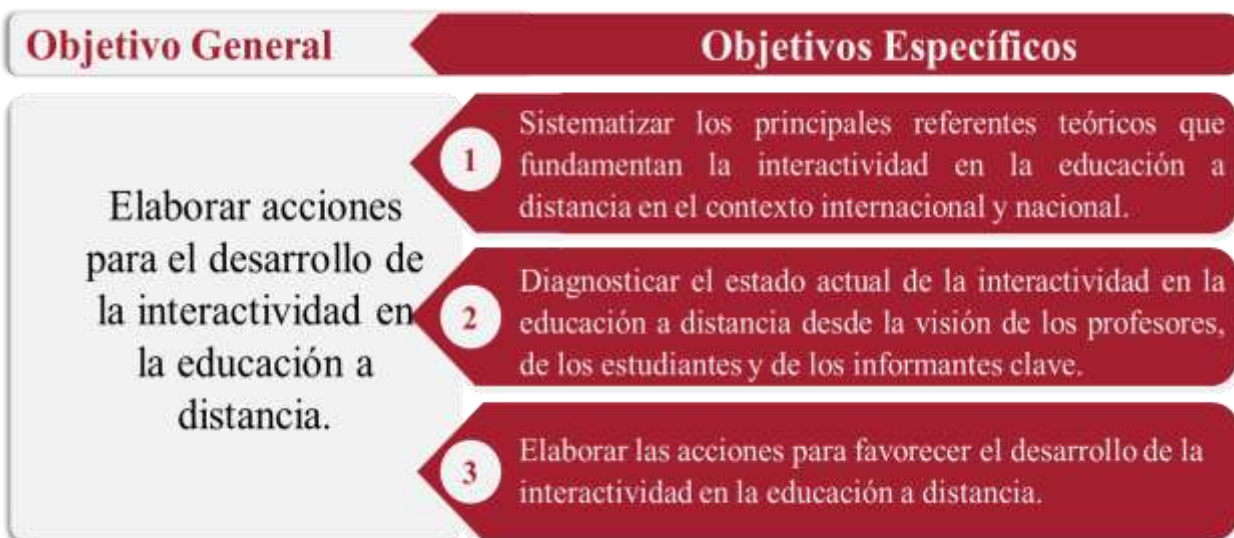 Objetivo General
Objetivos Específicos
Elaborar acciones
para el desarrollo de
la interactividad en
la educación a
distancia.
1
Sistematizar los principales referentes teóricos que
fundamentan la interactividad en la educación a
distancia en el contexto internacional y nacional.
2
Diagnosticar el estado actual de la interactividad en la
educación a distancia desde la visión de los profesores,
de los estudiantes y de los informantes clave.
3
Elaborar las acciones para favorecer el desarrollo de la
interactividad en la educación a distancia.